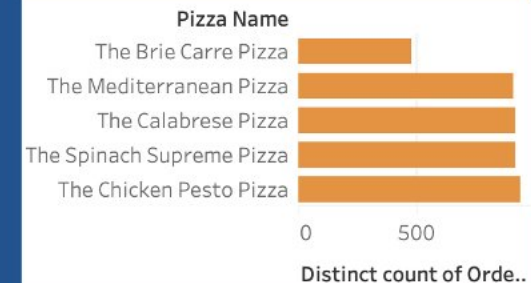 Pizza Name
The Brie Carre Pizza
The Mediterranean Pizza
The Calabrese Pizza
The Spinach Supreme Pizza
The Chicken Pesto Pizza
0 500
Distinct count of Orde..